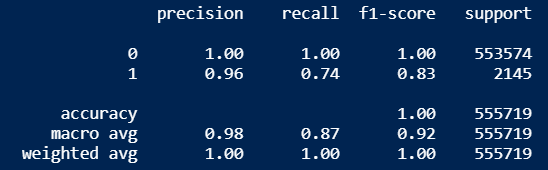 precision recall f1-score support
0 1.00 1.00 1.00 553574
1 0.96 0.74 0.83 2145
accuracy 1.00 555719
macro avg 0.98 0.87 0.92 555719
weighted avg 1.00 1.00 1.00 555719